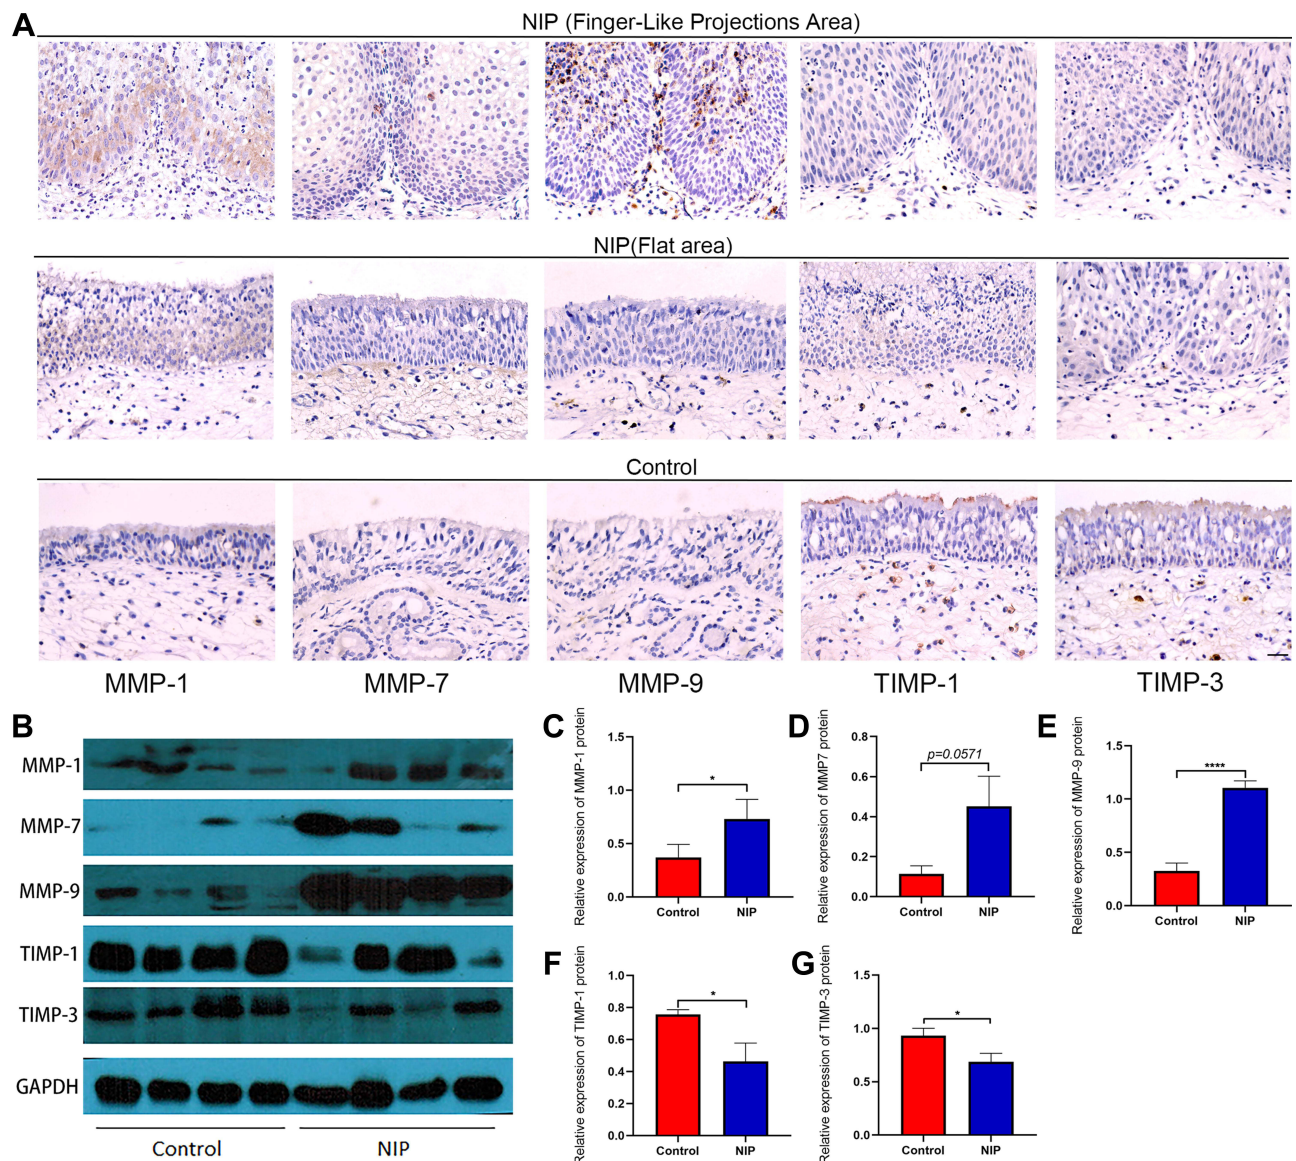 A
NIP (Finger-Like Projections Area)
NIP(Flat area)
Control
MMP-1 MMP-7 MMP-9 TIMP-1 TIMP-3
B
MMP-1
MMP-7
MMP-9
TIMP-1
TIMP-3
GAPDH
Control NIP
C
Relative expression of MMP-1 protein
1.5
1.0
0.5
0.0
*
Control NIP
D
Relative expression of MMP7 protein
0.8
0.6
0.4
0.2
0.0
p=0.0571
Control NIP
E
Relative expression of MMP-9 protein
1.5
1.0
0.5
0.0
****
Control NIP
F
Relative expression of TIMP-1 protein
1.0
0.8
0.6
0.4
0.2
0.0
*
Control NIP
G
Relative expression of TIMP-3 protein
1.5
1.0
0.5
0.0
*
Control NIP